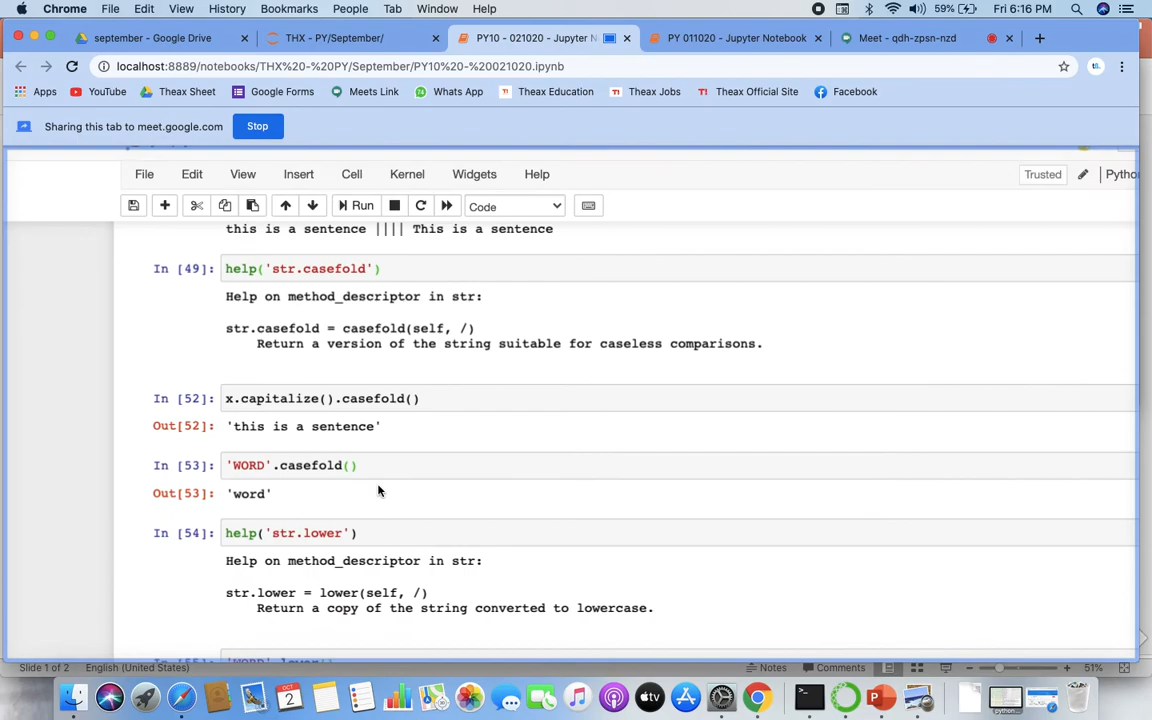 Chrome File Edit View History Bookmarks People Tab Window Help 59% Fri 6:16 PM
september - Google Drive THX - PY/September/ PY10 - 021020 - Jupyter N PY 011020 - Jupyter Notebook Meet - qdh-zpsn-nzd
localhost:8889/notebooks/THX%20-%20PY/September/PY10%20-%20021020.ipynb
Apps YouTube Theax Sheet Google Forms Meets Link Whats App Theax Education Theax Jobs Theax Official Site Facebook
Sharing this tab to meet.google.com Stop
File Edit View Insert Cell Kernel Widgets Help Trusted Pytho
Run Code
this is a sentence |||| This is a sentence
In [49]: help('str.casefold')
Help on method_descriptor in str:
str.casefold = casefold(self, /)
Return a version of the string suitable for caseless comparisons.
In [52]: x.capitalize().casefold()
Out[52]: 'this is a sentence'
In [53]: 'WORD'.casefold()
Out[53]: 'word'
In [54]: help('str.lower')
Help on method_descriptor in str:
str.lower = lower(self, /)
Return a copy of the string converted to lowercase.
Slide 1 of 2 English (United States) Notes Comments 51%
OCT 2